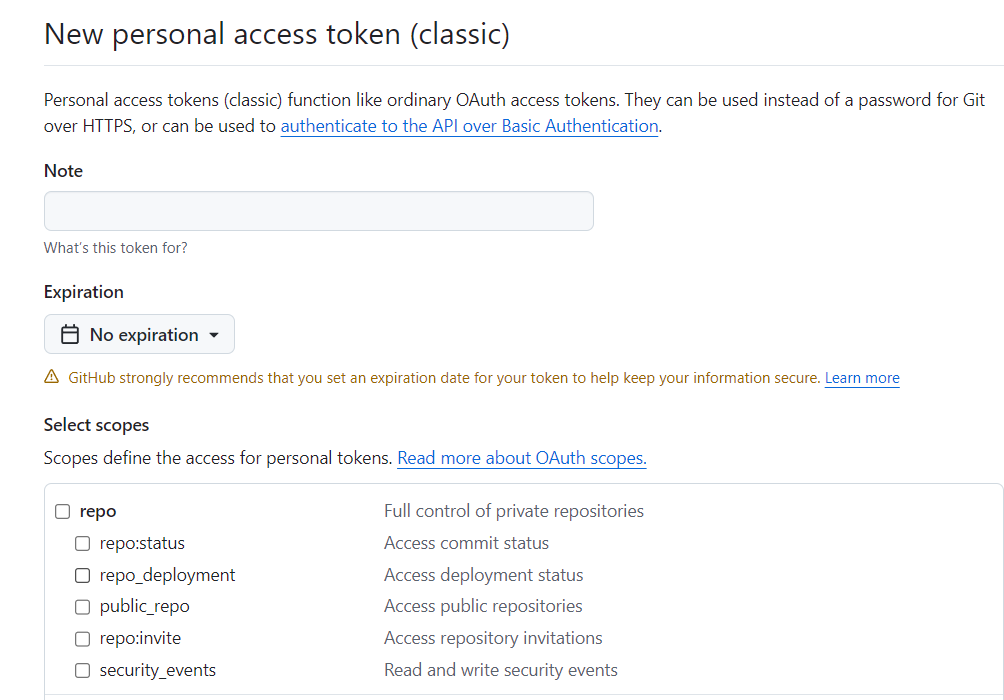 New personal access token (classic)
Personal access tokens (classic) function like ordinary OAuth access tokens. They can be used instead of a password for Git
over HTTPS, or can be used to authenticate to the API over Basic Authentication.
Note
What's this token for?
Expiration
No expiration
GitHub strongly recommends that you set an expiration date for your token to help keep your information secure. Learn more
Select scopes
Scopes define the access for personal tokens. Read more about OAuth scopes.
repo Full control of private repositories
repo:status Access commit status
repo_deployment Access deployment status
public_repo Access public repositories
repo:invite Access repository invitations
security_events Read and write security events